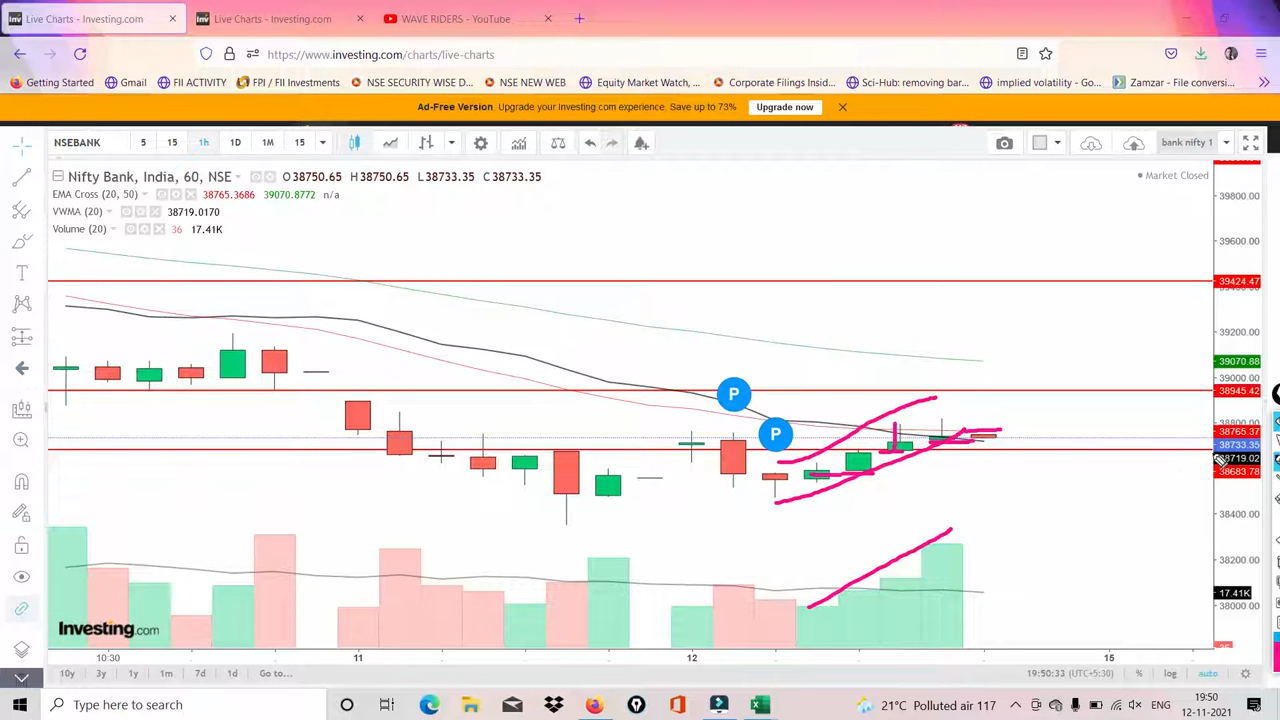 Live Charts - Investing.com
Live Charts - Investing.com
WAVE RIDERS - YouTube
https://www.investing.com/charts/live-charts
Getting Started Gmail FII ACTIVITY FPI / FII Investments NSE SECURITY WISE D... NSE NEW WEB Equity Market Watch, ... Corporate Filings Insid... Sci-Hub: removing bar... implied volatility - Go... Zamzar - File conversi...
Ad-Free Version Upgrade your Investing.com experience. Save up to 73% Upgrade now
NSEBANK 5 15 1h 1D 1M 15 bank nifty 1
Nifty Bank, India, 60, NSE O38750.65 H38750.65 L38733.35 C38733.35
Market Closed
EMA Cross (20, 50) 38765.3686 39070.8772 n/a
VWMA (20) 38719.0170
Volume (20) 36 17.41K
39800.00
39600.00
39424.47
39200.00
39070.88
39000.00
38945.42
38765.37
38733.35
38719.02
38683.78
38400.00
38200.00
17.41K
38000.00
P
P
Investing.com
10:30 11 12 15
10y 3y 1y 1m 7d 1d Go to... 19:50:33 (UTC+5:30) % log auto
Type here to search
21°C Polluted air 117
ENG
19:50
12-11-2021